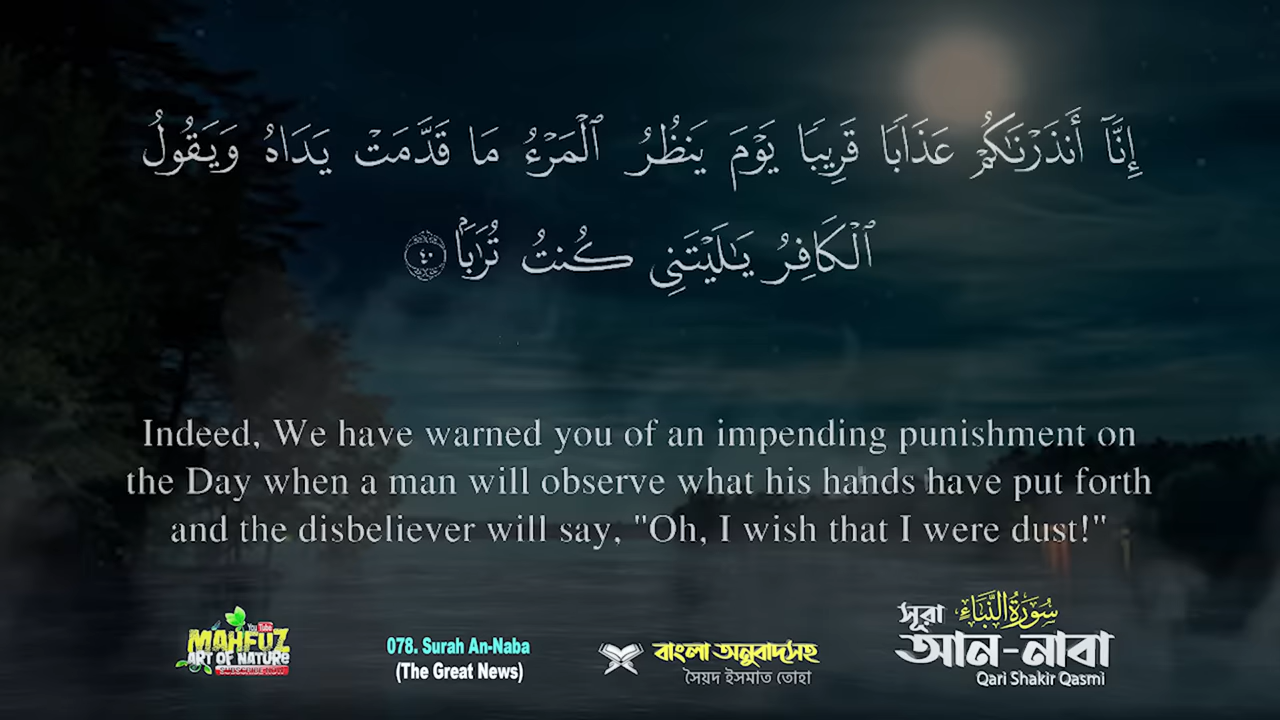 إِنَّآ أَنذَرْنَـٰكُمْ عَذَابًا قَرِيبًا يَوْمَ يَنظُرُ ٱلْمَرْءُ مَا قَدَّمَتْ يَدَاهُ وَيَقُولُ
ٱلْكَافِرُ يَـٰلَيْتَنِى كُنتُ تُرَٰبًۢا ٤٠
Indeed, We have warned you of an impending punishment on
the Day when a man will observe what his hands have put forth
and the disbeliever will say, "Oh, I wish that I were dust!"
You Tube
MAHFUZ
ART OF NATURE
078. Surah An-Naba
(The Great News)
বাংলা অনুবাদসহ
সৈয়দ ইসমাত তোহা
সূরা سُورَةُ النَّبَاءِ
আন-নাবা
Qari Shakir Qasmi